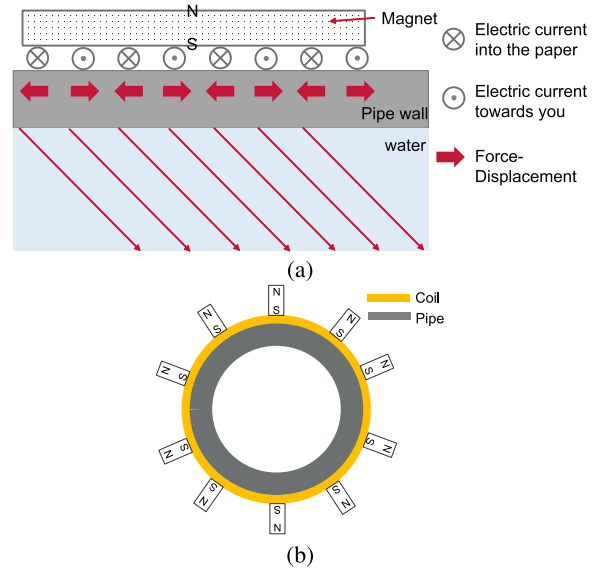 N
Magnet
S
Electric current
into the paper
Electric current
towards you
Pipe wall
water
Force-
Displacement
(a)
Coil
Pipe
N
S
N
S
N
S
N
S
N
S
N
S
N
S
N
S
N
S
S
N
(b)